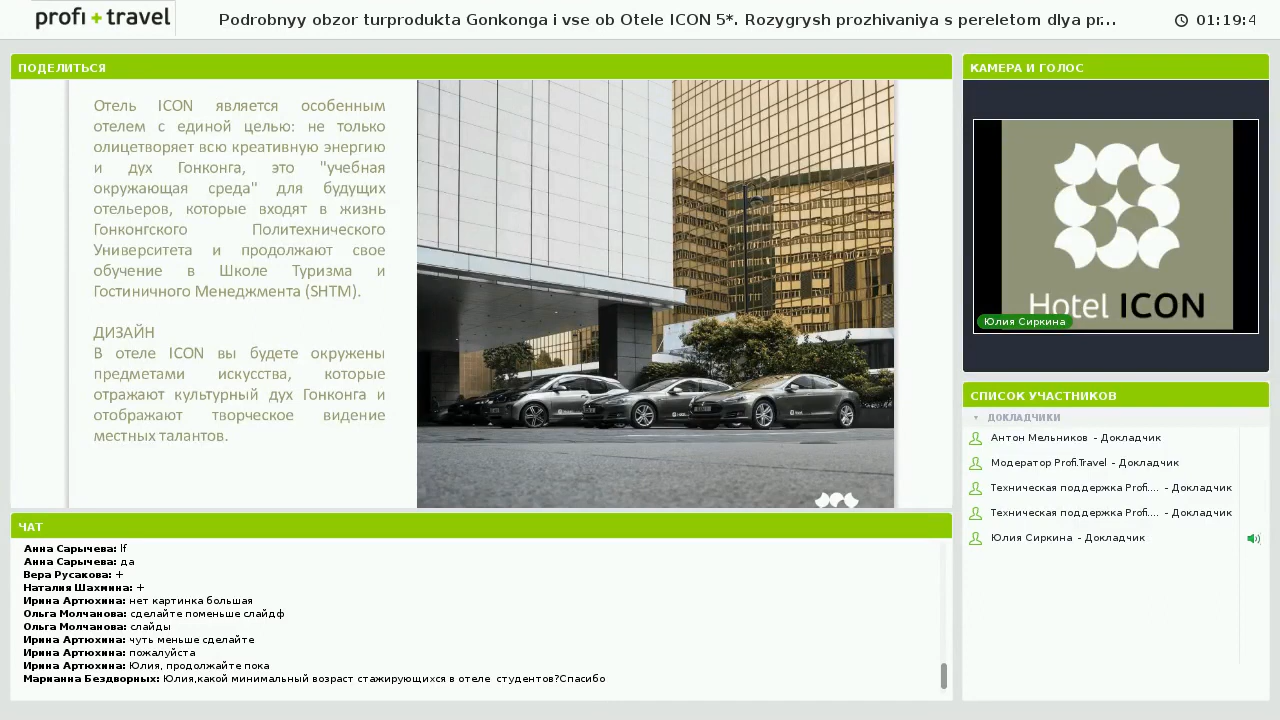 profi+travel
Podrobnyy obzor turprodukta Gonkonga i vse ob Otele ICON 5*. Rozygrysh prozhivaniya s pereletom dlya pr...
01:19:4
ПОДЕЛИТЬСЯ
Отель ICON является особенным
отелем с единой целью: не только
олицетворяет всю креативную энергию
и дух Гонконга, это "учебная
окружающая среда" для будущих
отельеров, которые входят в жизнь
Гонконгского Политехнического
Университета и продолжают свое
обучение в Школе Туризма и
Гостиничного Менеджмента (SHTM).
ДИЗАЙН
В отеле ICON вы будете окружены
предметами искусства, которые
отражают культурный дух Гонконга и
отображают творческое видение
местных талантов.
КАМЕРА И ГОЛОС
Hotel ICON
Юлия Сиркина
СПИСОК УЧАСТНИКОВ
ДОКЛАДЧИКИ
Антон Мельников - Докладчик
Модератор Profi.Travel - Докладчик
Техническая поддержка Profi.... - Докладчик
Техническая поддержка Profi.... - Докладчик
Юлия Сиркина - Докладчик
ЧАТ
Анна Сарычева: lf
Анна Сарычева: да
Вера Русакова: +
Наталия Шахмина: +
Ирина Артюхина: нет картинка большая
Ольга Молчанова: сделайте поменьше слайдф
Ольга Молчанова: слайды
Ирина Артюхина: чуть меньше сделайте
Ирина Артюхина: пожалуйста
Ирина Артюхина: Юлия, продолжайте пока
Марианна Бездворных: Юлия,какой минимальный возраст стажирующихся в отеле студентов?Спасибо